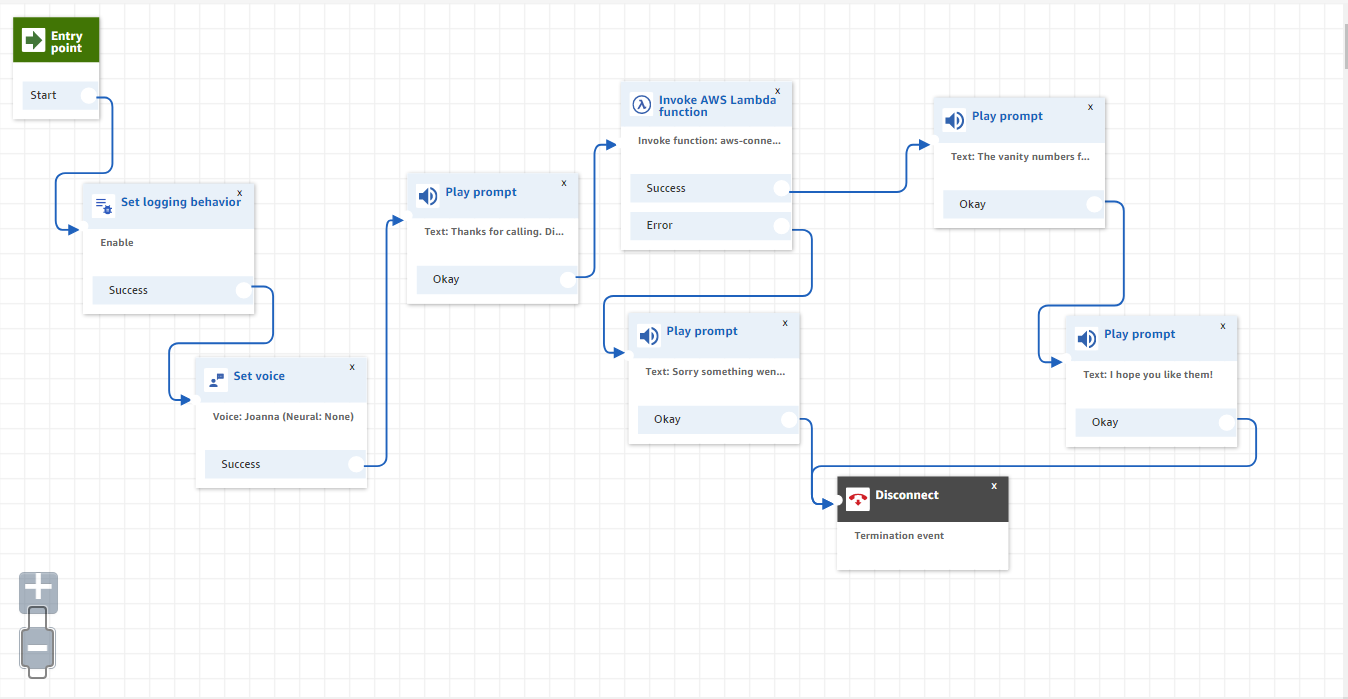 Entry
point
Start
x
Set logging behavior
Enable
Success
x
Set voice
Voice: Joanna (Neural: None)
Success
x
Play prompt
Text: Thanks for calling. Di...
Okay
x
Invoke AWS Lambda
function
Invoke function: aws-conne...
Success
Error
x
Play prompt
Text: Sorry something wen...
Okay
x
Play prompt
Text: The vanity numbers f...
Okay
x
Play prompt
Text: I hope you like them!
Okay
x
Disconnect
Termination event